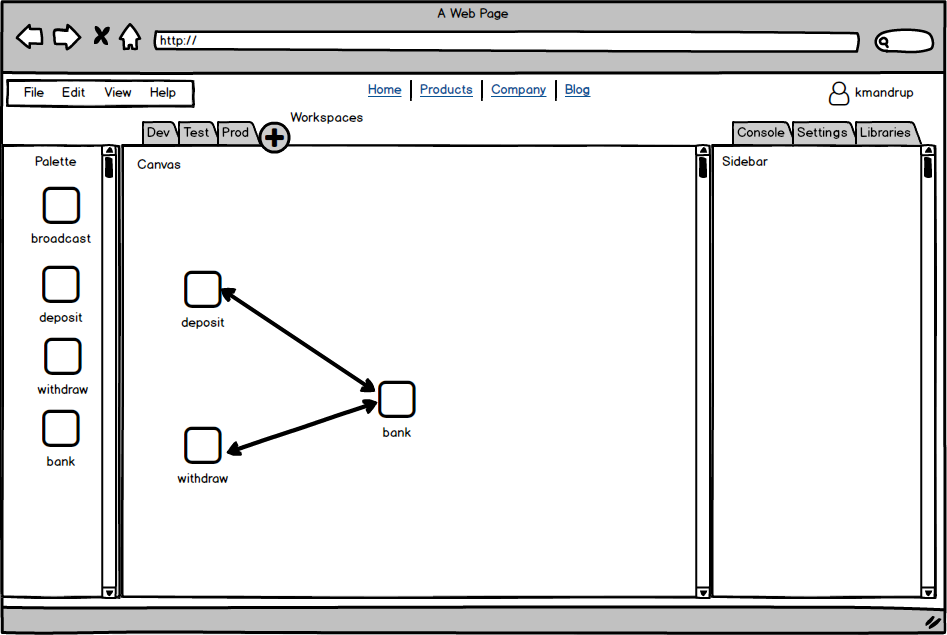 A Web Page
http://
File Edit View Help
Home Products Company Blog
kmandrup
Workspaces
Dev Test Prod
Console Settings Libraries
Palette
broadcast
deposit
withdraw
bank
Canvas
deposit
bank
withdraw
Sidebar